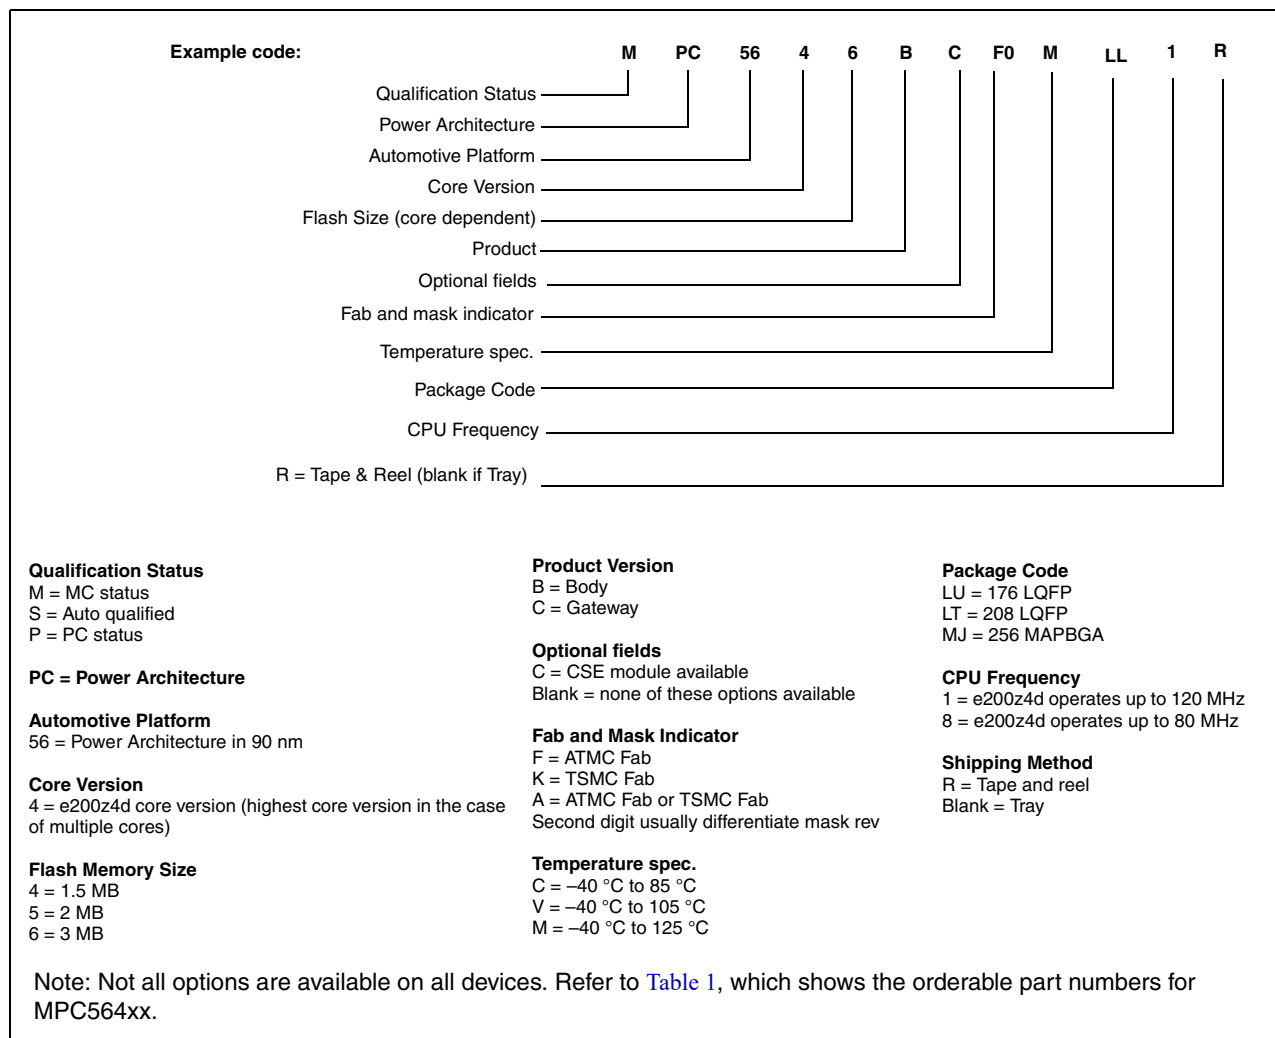 Example code: M PC 56 4 6 B C F0 M LL 1 R
Qualification Status
Power Architecture
Automotive Platform
Core Version
Flash Size (core dependent)
Product
Optional fields
Fab and mask indicator
Temperature spec.
Package Code
CPU Frequency
R = Tape & Reel (blank if Tray)
Qualification Status
M = MC status
S = Auto qualified
P = PC status
PC = Power Architecture
Automotive Platform
56 = Power Architecture in 90 nm
Core Version
4 = e200z4d core version (highest core version in the case
of multiple cores)
Flash Memory Size
4 = 1.5 MB
5 = 2 MB
6 = 3 MB
Product Version
B = Body
C = Gateway
Optional fields
C = CSE module available
Blank = none of these options available
Fab and Mask Indicator
F = ATMC Fab
K = TSMC Fab
A = ATMC Fab or TSMC Fab
Second digit usually differentiate mask rev
Temperature spec.
C = –40 °C to 85 °C
V = –40 °C to 105 °C
M = –40 °C to 125 °C
Package Code
LU = 176 LQFP
LT = 208 LQFP
MJ = 256 MAPBGA
CPU Frequency
1 = e200z4d operates up to 120 MHz
8 = e200z4d operates up to 80 MHz
Shipping Method
R = Tape and reel
Blank = Tray
Note: Not all options are available on all devices. Refer to Table 1, which shows the orderable part numbers for
MPC564xx.